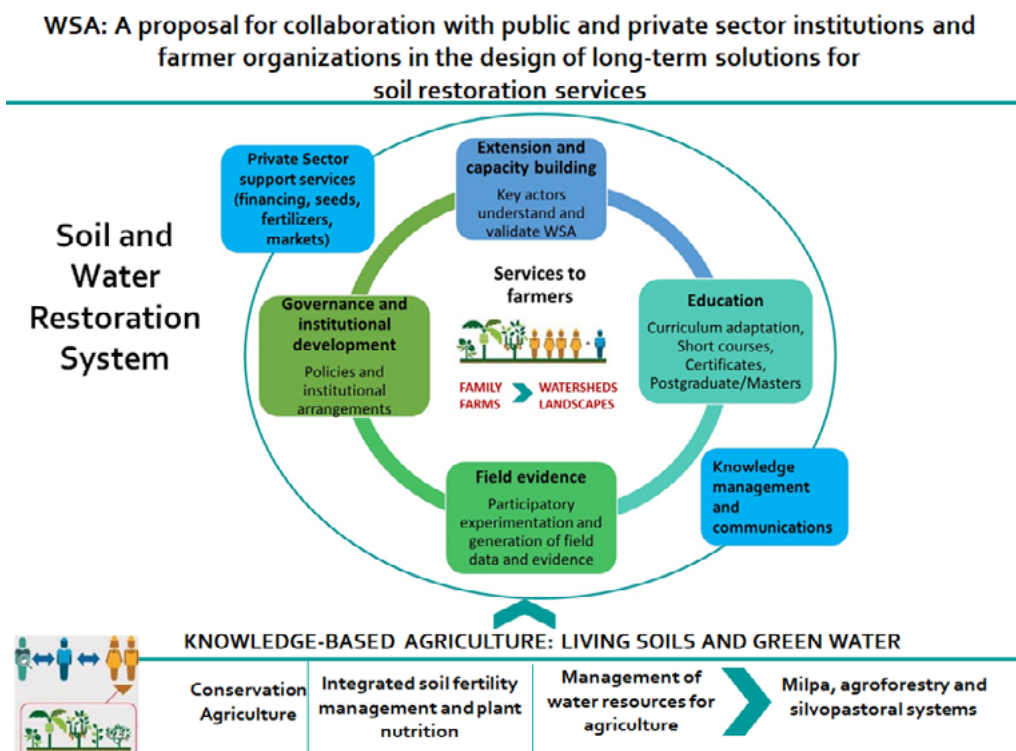 WSA: A proposal for collaboration with public and private sector institutions and
farmer organizations in the design of long-term solutions for
soil restoration services
Soil and
Water
Restoration
System
Private Sector
support services
(financing, seeds,
fertilizers,
markets)
Extension and
capacity building
Key actors
understand and
validate WSA
Governance and
institutional
development
Policies and
institutional
arrangements
Services to
farmers
FAMILY
FARMS
WATERSHEDS
LANDSCAPES
Education
Curriculum adaptation,
Short courses,
Certificates,
Postgraduate/Masters
Field evidence
Participatory
experimentation and
generation of field
data and evidence
Knowledge
management
and
communications
KNOWLEDGE-BASED AGRICULTURE: LIVING SOILS AND GREEN WATER
Conservation
Agriculture
Integrated soil fertility
management and plant
nutrition
Management of
water resources for
agriculture
Milpa, agroforestry and
silvopastoral systems